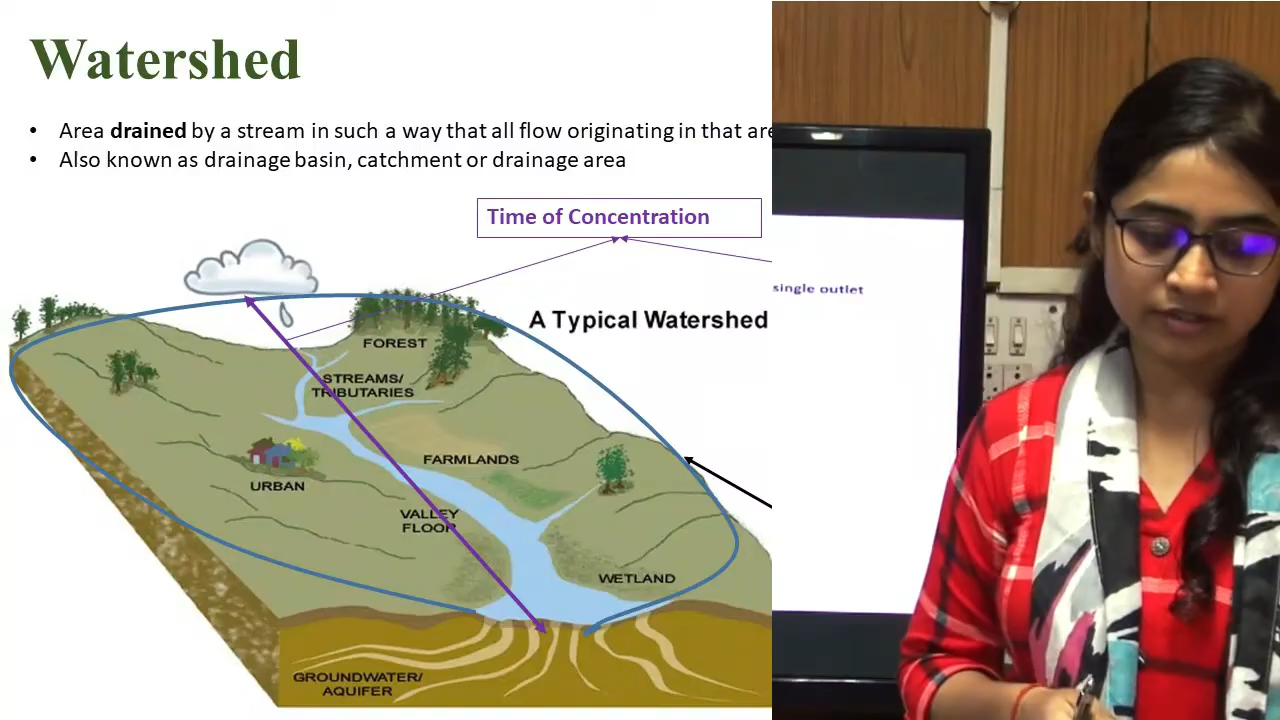 Watershed
• Area drained by a stream in such a way that all flow originating in that are
• Also known as drainage basin, catchment or drainage area
Time of Concentration
single outlet
A Typical Watershed
FOREST
STREAMS/
TRIBUTARIES
FARMLANDS
URBAN
VALLEY
FLOOR
WETLAND
GROUNDWATER/
AQUIFER